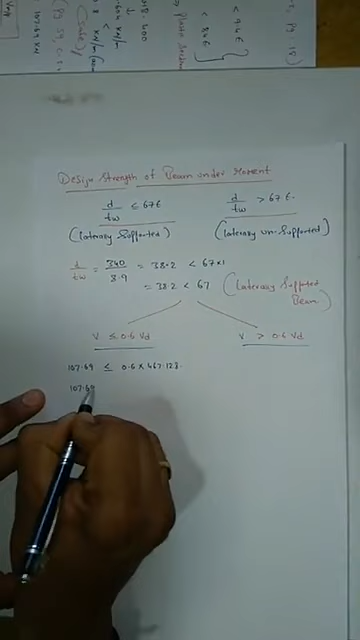 Design Strength of Beam under Moment
d/tw ≤ 67ε
d/tw > 67ε.
(Laterally Supported)
(Laterally un-Supported)
d/tw = 340/8.9 = 38.2 < 67×1
= 38.2 < 67 (Laterally Supported
Beam)
V ≤ 0.6 Vd
V > 0.6 Vd
107.69 ≤ 0.6 × 467.128
107.69